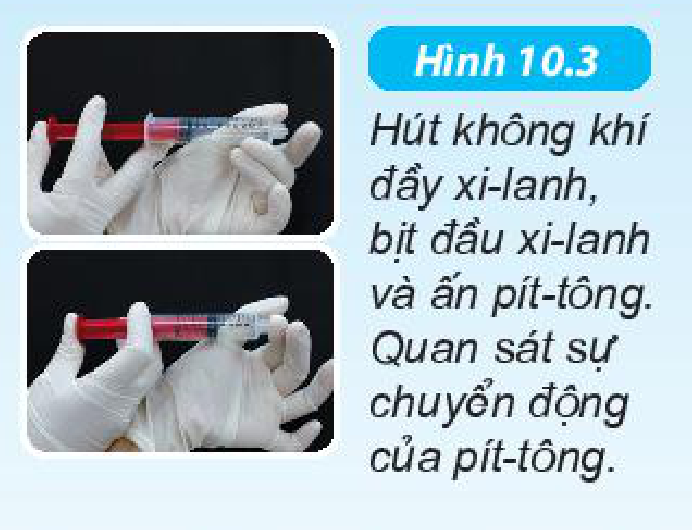 Hình 10.3
Hút không khí
đầy xi-lanh,
bịt đầu xi-lanh
và ấn pít-tông.
Quan sát sự
chuyển động
của pít-tông.